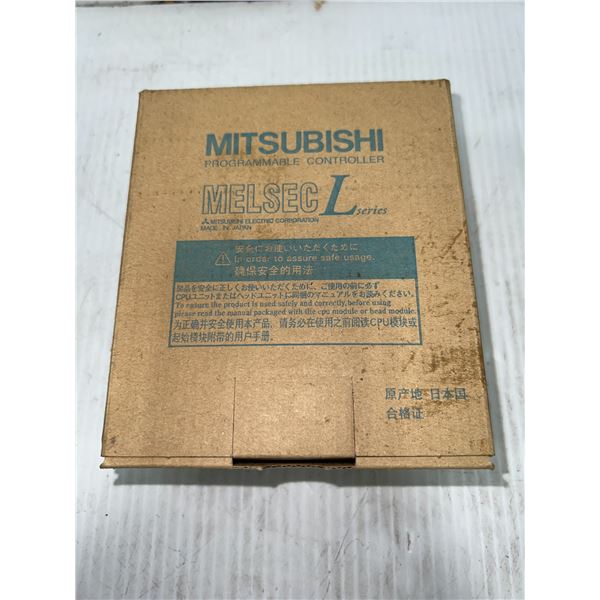 MITSUBISHI
PROGRAMMABLE CONTROLLER
MELSEC L series
MITSUBISHI ELECTRIC CORPORATION
MADE IN JAPAN
安全にお使いいただくために
In order to assure safe usage.
确保安全的用法
製品を安全に正しくお使いいただくために、ご使用の前に必ず
CPUユニットまたはヘッドユニットに同梱のマニュアルをお読みください。
To ensure the product is used safely and correctly, before using
please read the manual packaged with the cpu module or head module.
为正确并安全使用本产品，请务必在使用之前阅读CPU模块或
起始模块附带的用户手册.
原产地 日本国
合格证